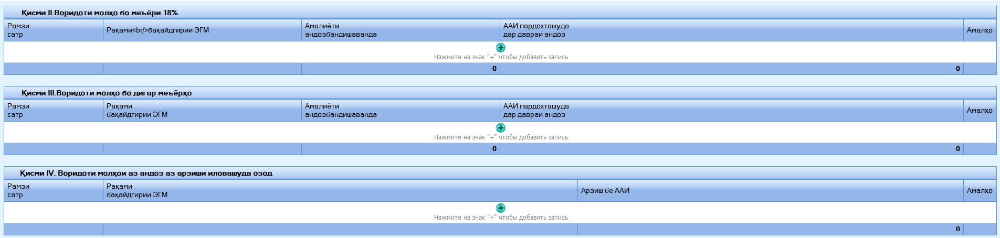 Қисми II.Воридоти молҳо бо меъёри 18%
Рамзи
сатр
Рақами<br/>бақайдгирии ЭГМ
Амалиёти
андозбандишаванда
ААИ пардохташуда
дар давраи андоз
Амалҳо
Нажмите на знак "+" чтобы добавить запись
0
0
Қисми III.Воридоти молҳо бо дигар меъёрҳо
Рамзи
сатр
Рақами
бақайдгирии ЭГМ
Амалиёти
андозбандишаванда
ААИ пардохташуда
дар давраи андоз
Амалҳо
Нажмите на знак "+" чтобы добавить запись
0
0
Қисми IV. Воридоти молҳои аз андоз аз арзиши иловашуда озод
Рамзи
сатр
Рақами
бақайдгирии ЭГМ
Арзиш бе ААИ
Амалҳо
Нажмите на знак "+" чтобы добавить запись
0